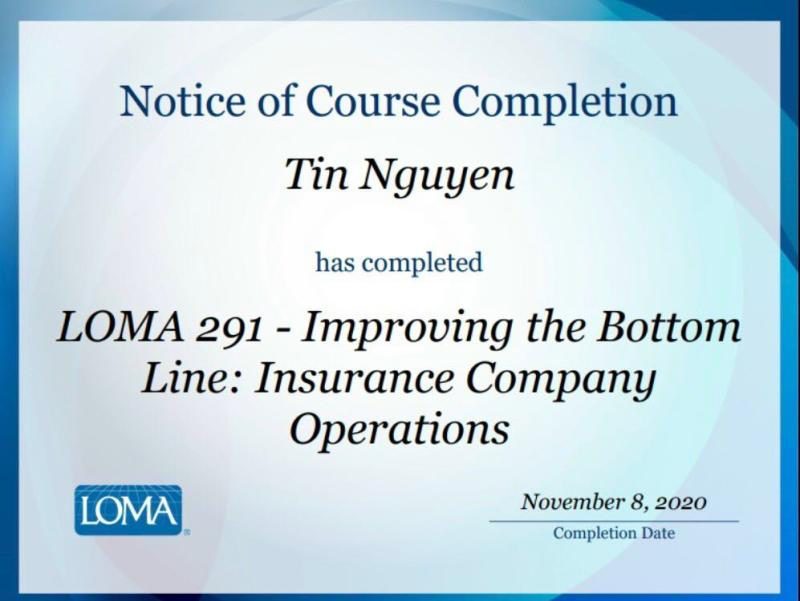 Notice of Course Completion
Tin Nguyen
has completed
LOMA 291 - Improving the Bottom
Line: Insurance Company
Operations
LOMA®
November 8, 2020
Completion Date